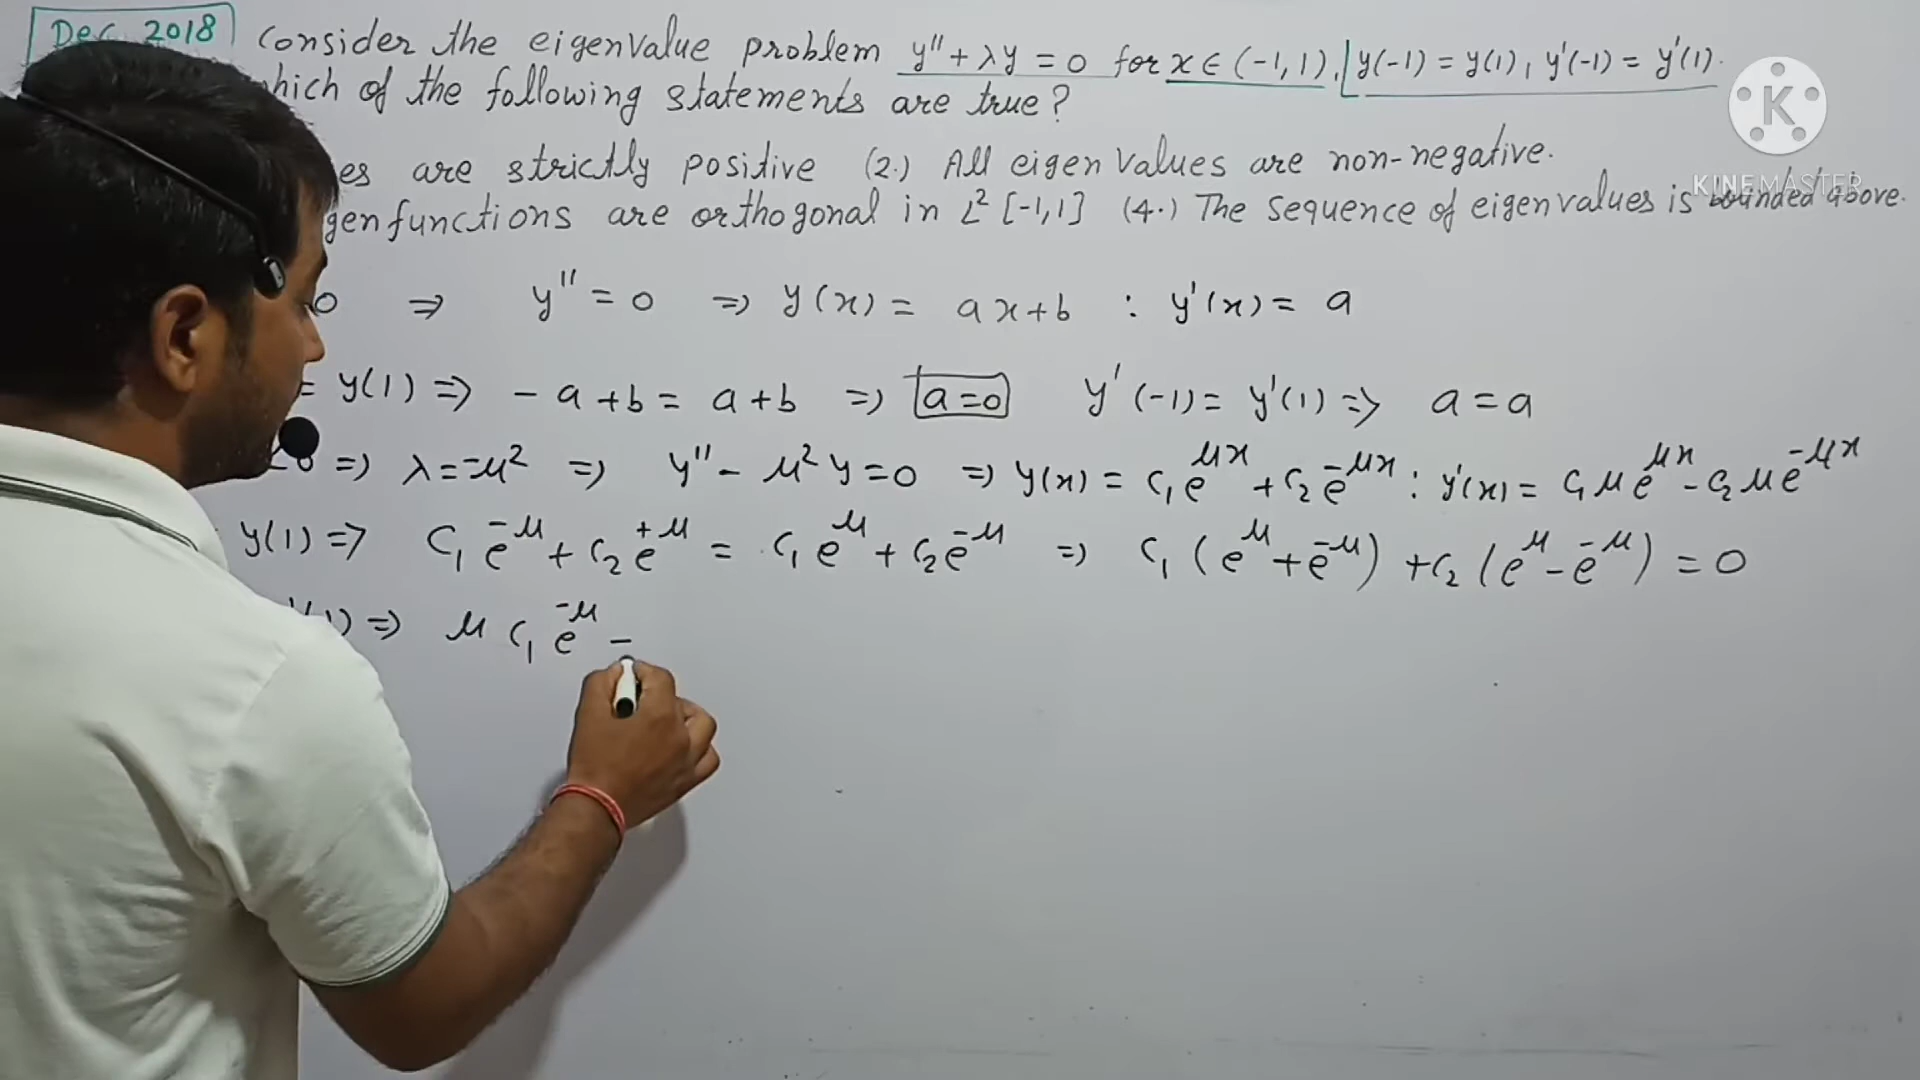 Dec 2018 Consider the eigenvalue problem y'' + λy = 0 for x ∈ (-1, 1), y(-1) = y(1), y'(-1) = y'(1).
which of the following statements are true?
es are strictly positive (2.) All eigen values are non-negative.
genfunctions are orthogonal in L² [-1,1] (4.) The sequence of eigenvalues is bounded above.
0 ⇒ y'' = 0 ⇒ y(x) = ax+b : y'(x) = a
= y(1) ⇒ -a+b = a+b ⇒ a=0 y'(-1) = y'(1) ⇒ a = a
<0 ⇒ λ = -μ² ⇒ y'' - μ²y = 0 ⇒ y(x) = c₁e^{μx} + c₂e^{-μx} : y'(x) = c₁μe^{μx} - c₂μe^{-μx}
y(1) ⇒ c₁e^{-μ} + c₂e^{+μ} = c₁e^{μ} + c₂e^{-μ} ⇒ c₁(e^{μ} + e^{-μ}) + c₂(e^{μ} - e^{-μ}) = 0
'(1) ⇒ μc₁e^{-μ} -
K
KINEMASTER